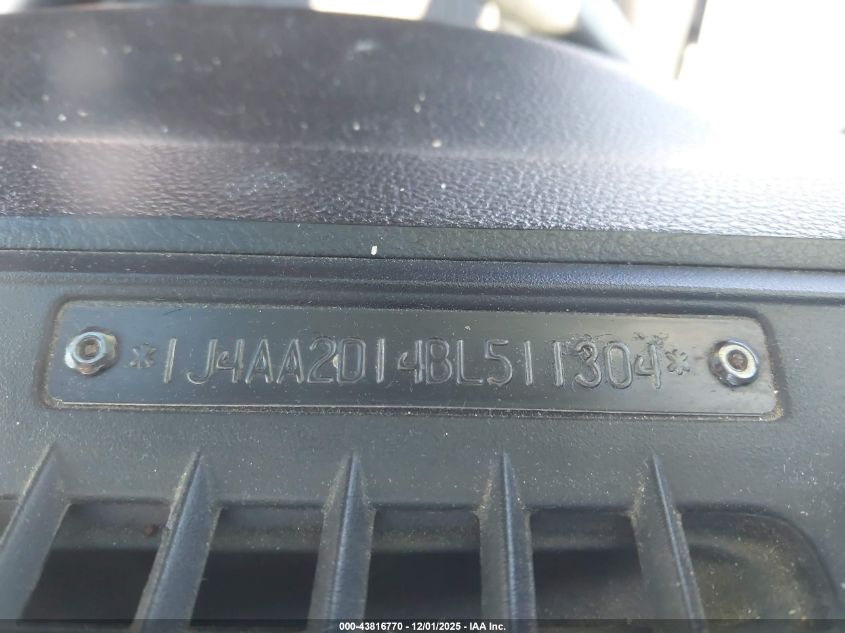 *1J4AA2D14BL511304*
000-43816770 - 12/01/2025 - IAA Inc.